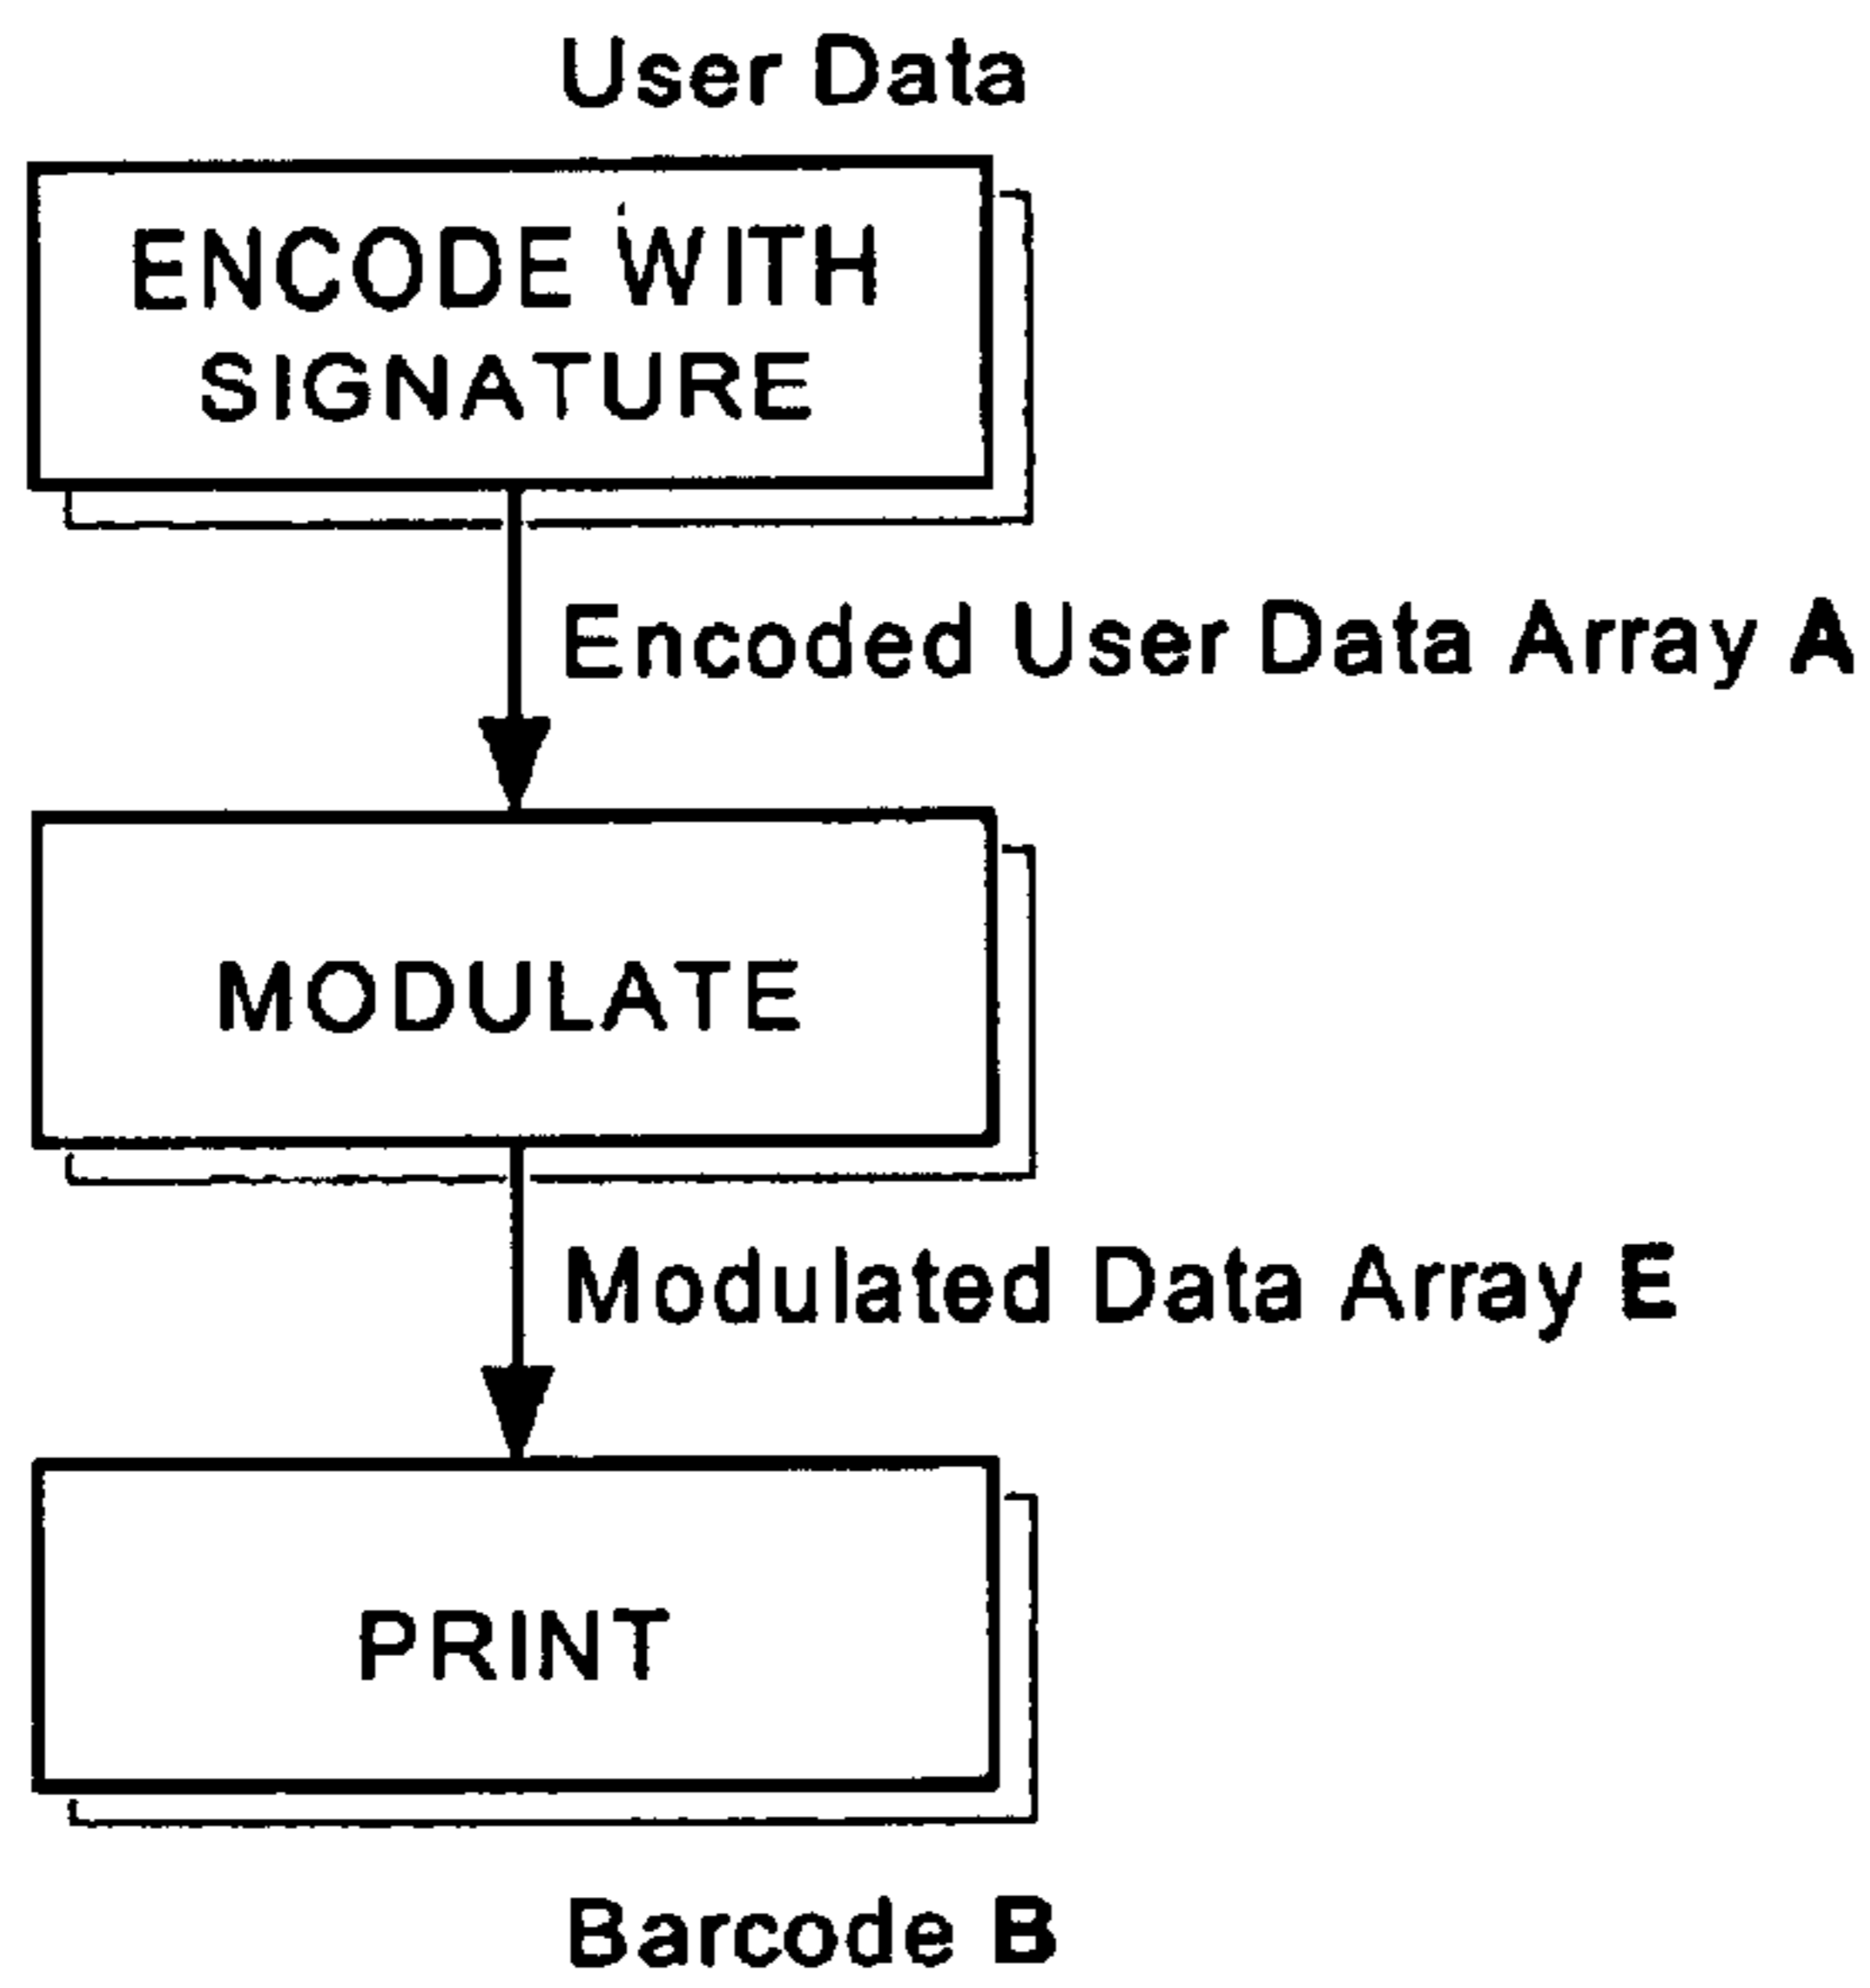 User Data
ENCODE WITH
SIGNATURE
Encoded User Data Array A
MODULATE
Modulated Data Array E
PRINT
Barcode B